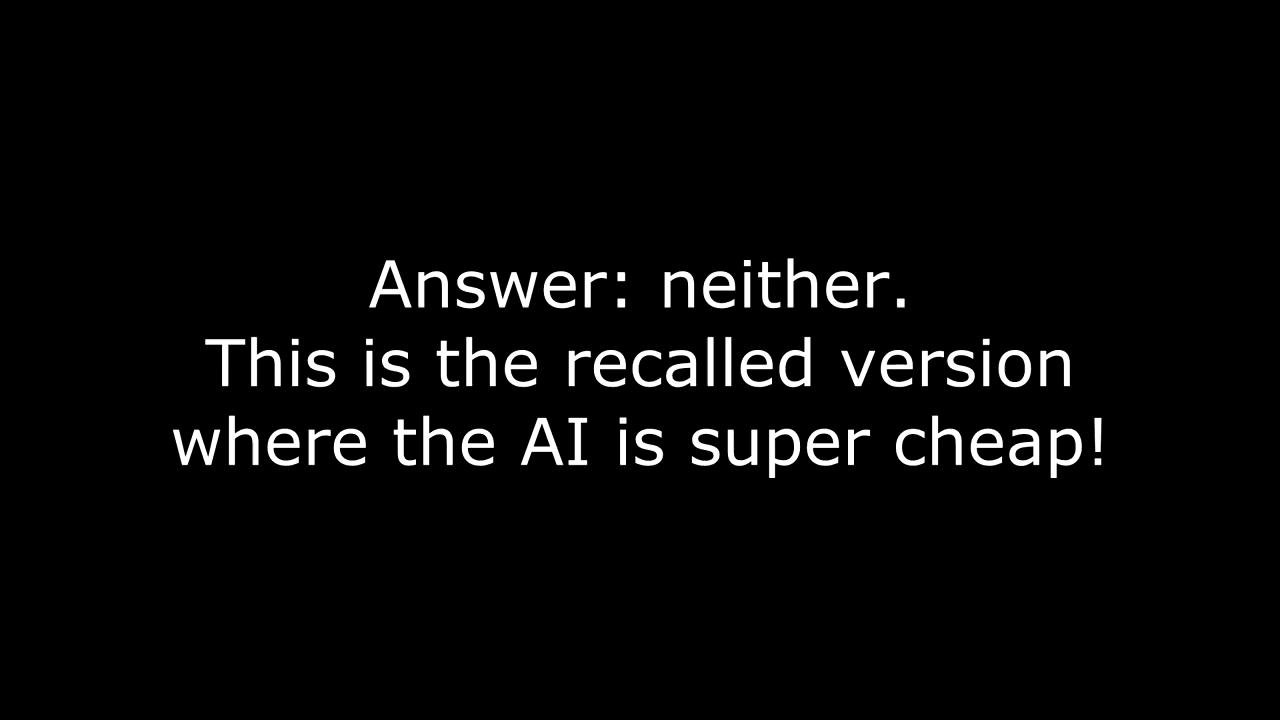 Answer: neither.
This is the recalled version
where the AI is super cheap!